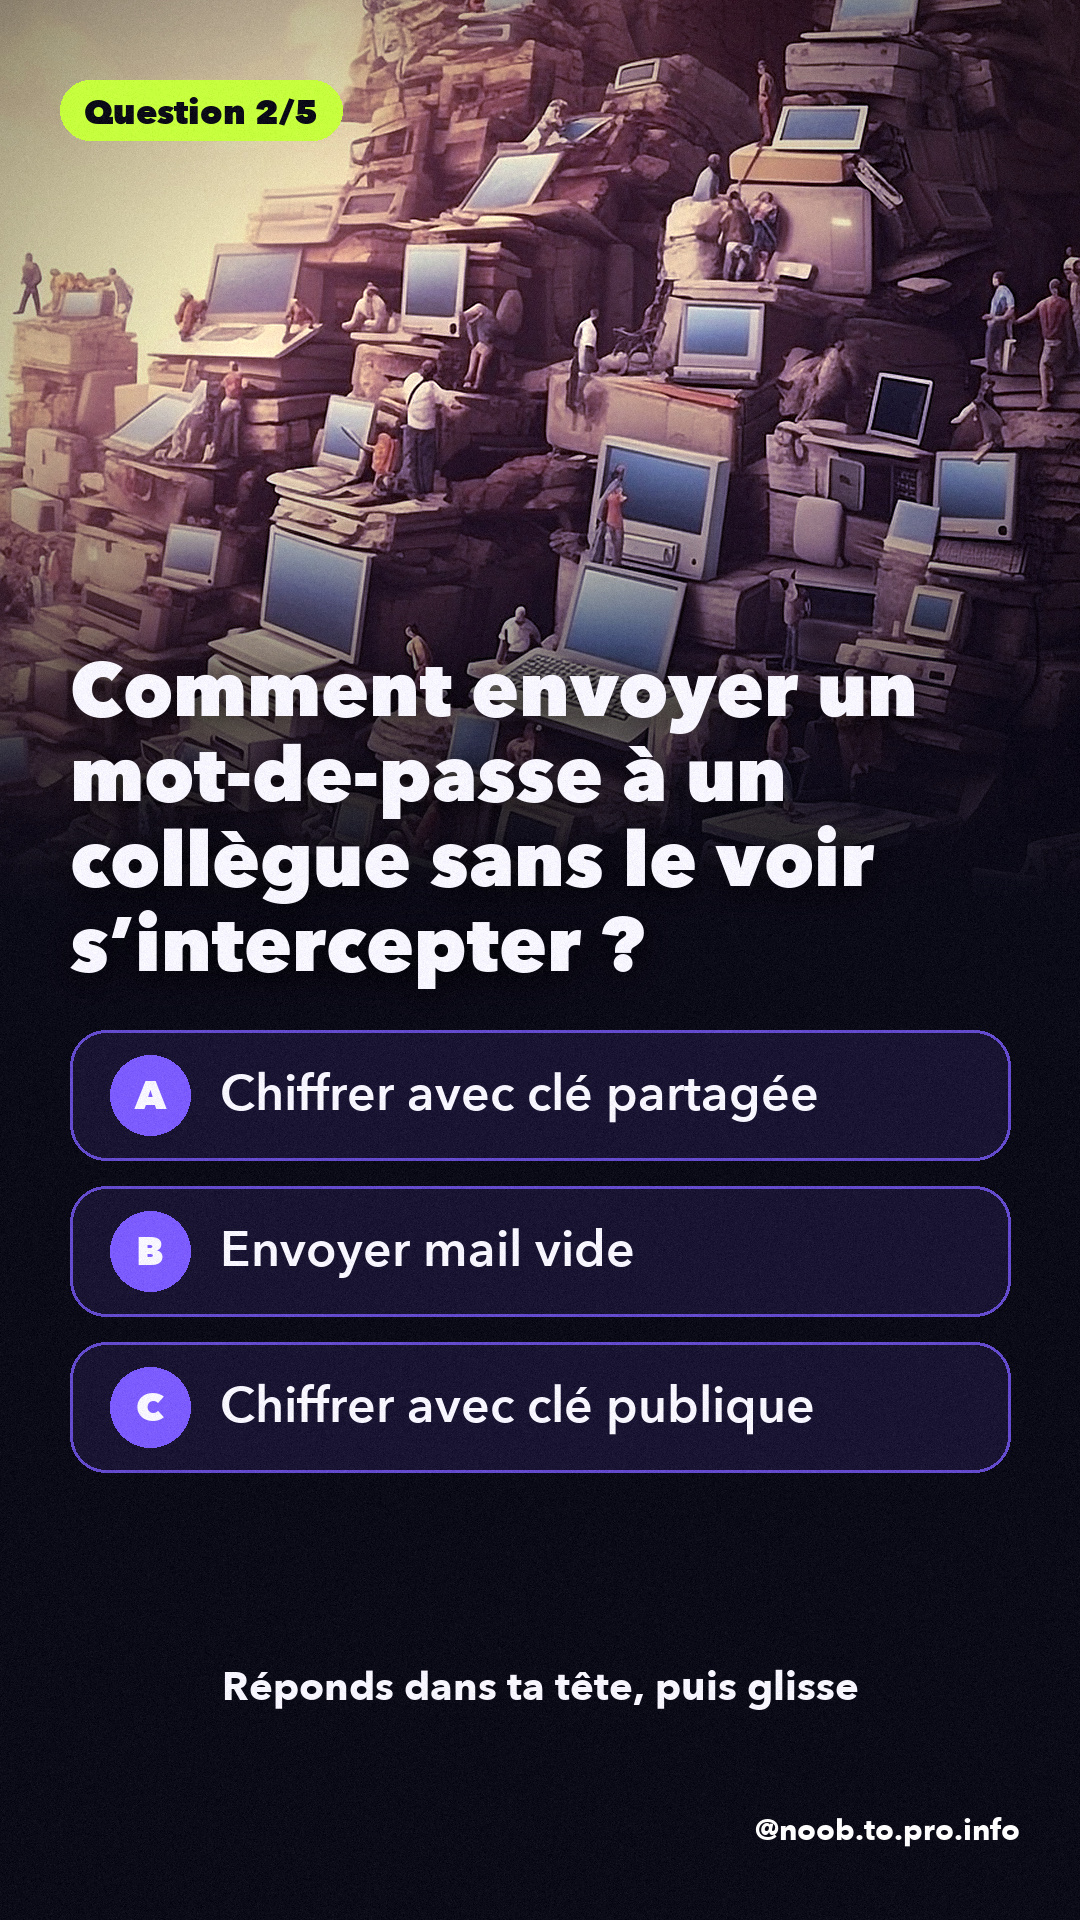 Question 2/5
Comment envoyer un
mot-de-passe à un
collègue sans le voir
s’intercepter ?
A Chiffrer avec clé partagée
B Envoyer mail vide
C Chiffrer avec clé publique
Réponds dans ta tête, puis glisse
@noob.to.pro.info